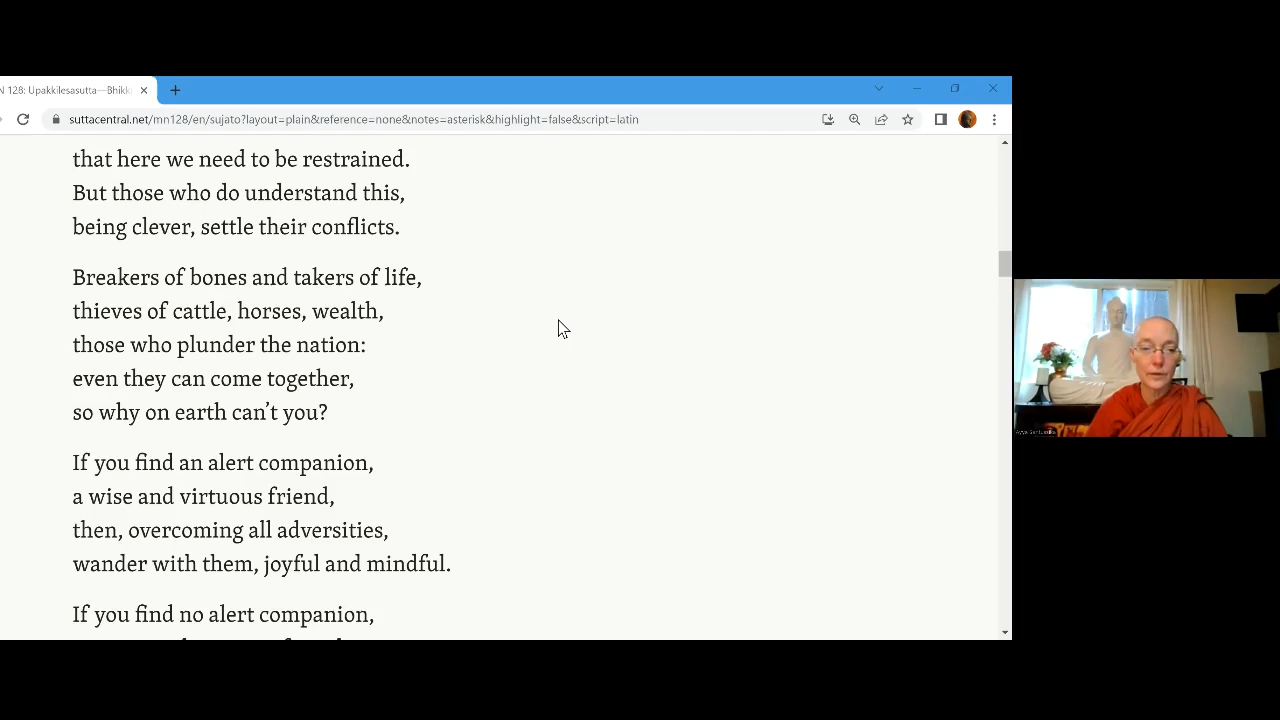 N 128: Upakkilesasutta—Bhikkh
suttacentral.net/mn128/en/sujato?layout=plain&reference=none&notes=asterisk&highlight=false&script=latin
that here we need to be restrained.
But those who do understand this,
being clever, settle their conflicts.
Breakers of bones and takers of life,
thieves of cattle, horses, wealth,
those who plunder the nation:
even they can come together,
so why on earth can’t you?
If you find an alert companion,
a wise and virtuous friend,
then, overcoming all adversities,
wander with them, joyful and mindful.
If you find no alert companion,
Ayya Santussika